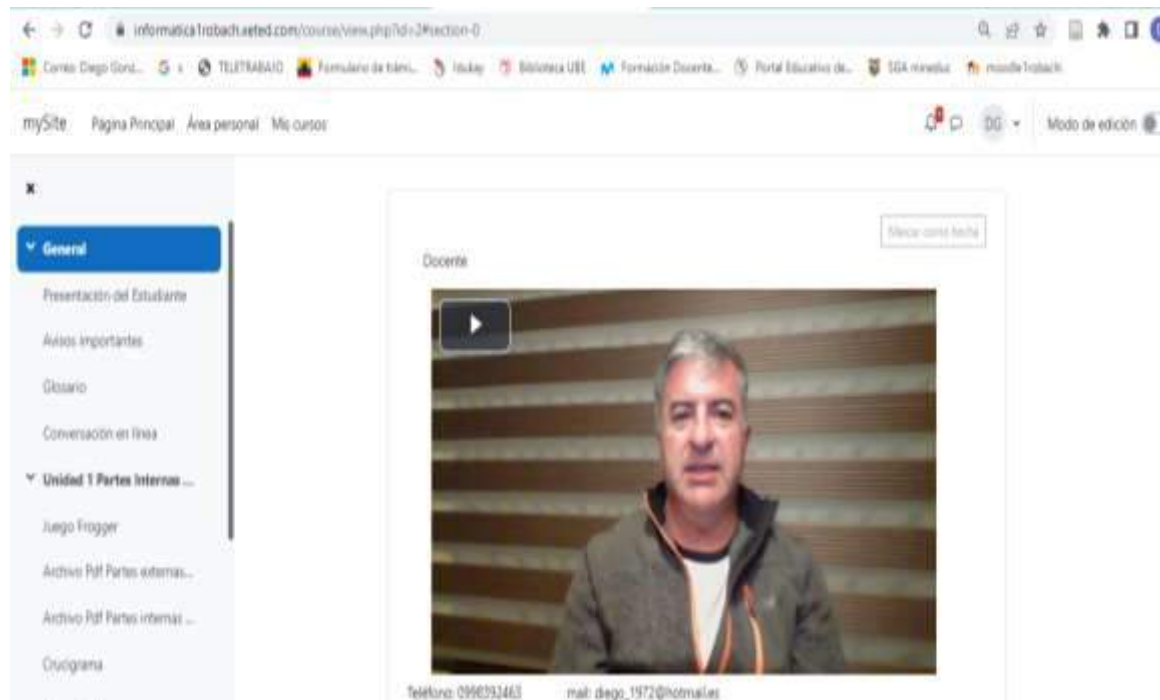 informatica1robach.xeted.com/course/view.php?id=2#section-0
Correo: Diego Gonz... G TELETRABAJO Formulario de trámi... Idukay Biblioteca UBE Formación Docente... Portal Educativo de... SGA mineduc moodle1robach
mySite Página Principal Área personal Mis cursos DG Modo de edición
x
General
Marcar como hecha
Docente
Presentación del Estudiante
Avisos Importantes
Glosario
Conversación en línea
Unidad 1 Partes Internas ...
Juego Frogger
Archivo Pdf Partes externas...
Archivo Pdf Partes internas ...
Crucigrama
Teléfono: 0998392463 mail: diego_1972@hotmail.es